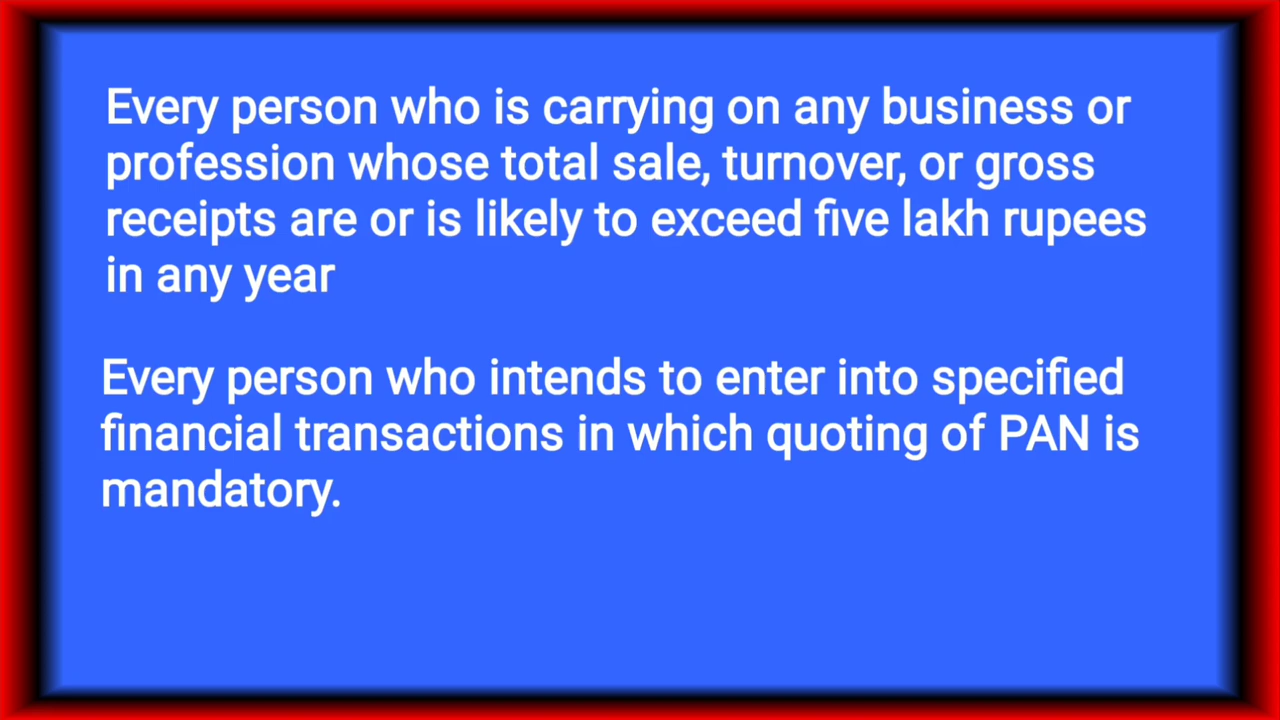 Every person who is carrying on any business or
profession whose total sale, turnover, or gross
receipts are or is likely to exceed five lakh rupees
in any year
Every person who intends to enter into specified
financial transactions in which quoting of PAN is
mandatory.